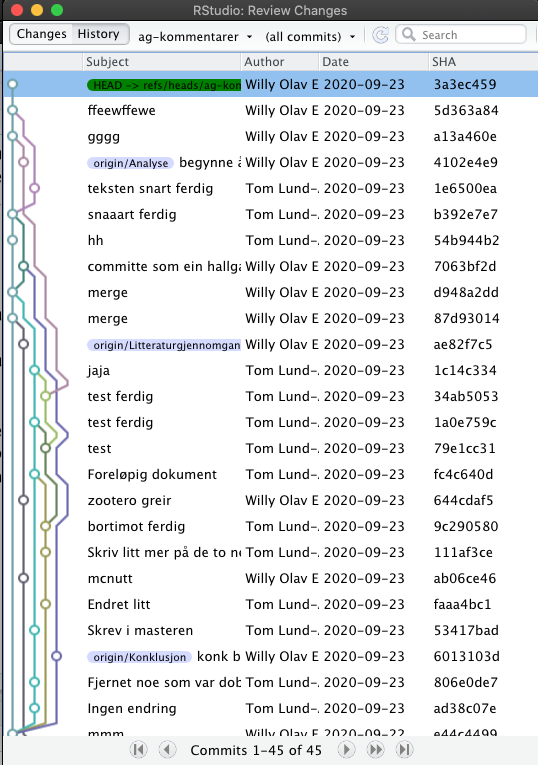 RStudio: Review Changes
Changes History ag-kommentarer (all commits) Search
Subject Author Date SHA
HEAD -> refs/heads/ag-kon Willy Olav E 2020-09-23 3a3ec459
ffeewffewe Willy Olav E 2020-09-23 5d363a84
gggg Willy Olav E 2020-09-23 a13a460e
origin/Analyse begynne Willy Olav E 2020-09-23 4102e4e9
teksten snart ferdig Tom Lund-. 2020-09-23 1e6500ea
snaaart ferdig Tom Lund-. 2020-09-23 b392e7e7
hh Tom Lund-. 2020-09-23 54b944b2
committe som ein hallga Willy Olav E 2020-09-23 7063bf2d
merge Tom Lund-. 2020-09-23 d948a2dd
merge Tom Lund-. 2020-09-23 87d93014
origin/Litteraturgjennomgan Willy Olav E 2020-09-23 ae82f7c5
jaja Tom Lund-. 2020-09-23 1c14c334
test ferdig Tom Lund-. 2020-09-23 34ab5053
test ferdig Tom Lund-. 2020-09-23 1a0e759c
test Tom Lund-. 2020-09-23 79e1cc31
Foreløpig dokument Tom Lund-. 2020-09-23 fc4c640d
zootero greir Willy Olav E 2020-09-23 644cdaf5
bortimot ferdig Tom Lund-. 2020-09-23 9c290580
Skriv litt mer på de to ne Tom Lund-. 2020-09-23 111af3ce
mcnutt Willy Olav E 2020-09-23 ab06ce46
Endret litt Tom Lund-. 2020-09-23 faaa4bc1
Skrev i masteren Tom Lund-. 2020-09-23 53417bad
origin/Konklusjon konk b Willy Olav E 2020-09-23 6013103d
Fjernet noe som var dob Tom Lund-. 2020-09-23 806e0de7
Ingen endring Tom Lund-. 2020-09-23 ad38c07e
mmm Willy Olav E 2020-09-22 e44c4499
Commits 1-45 of 45